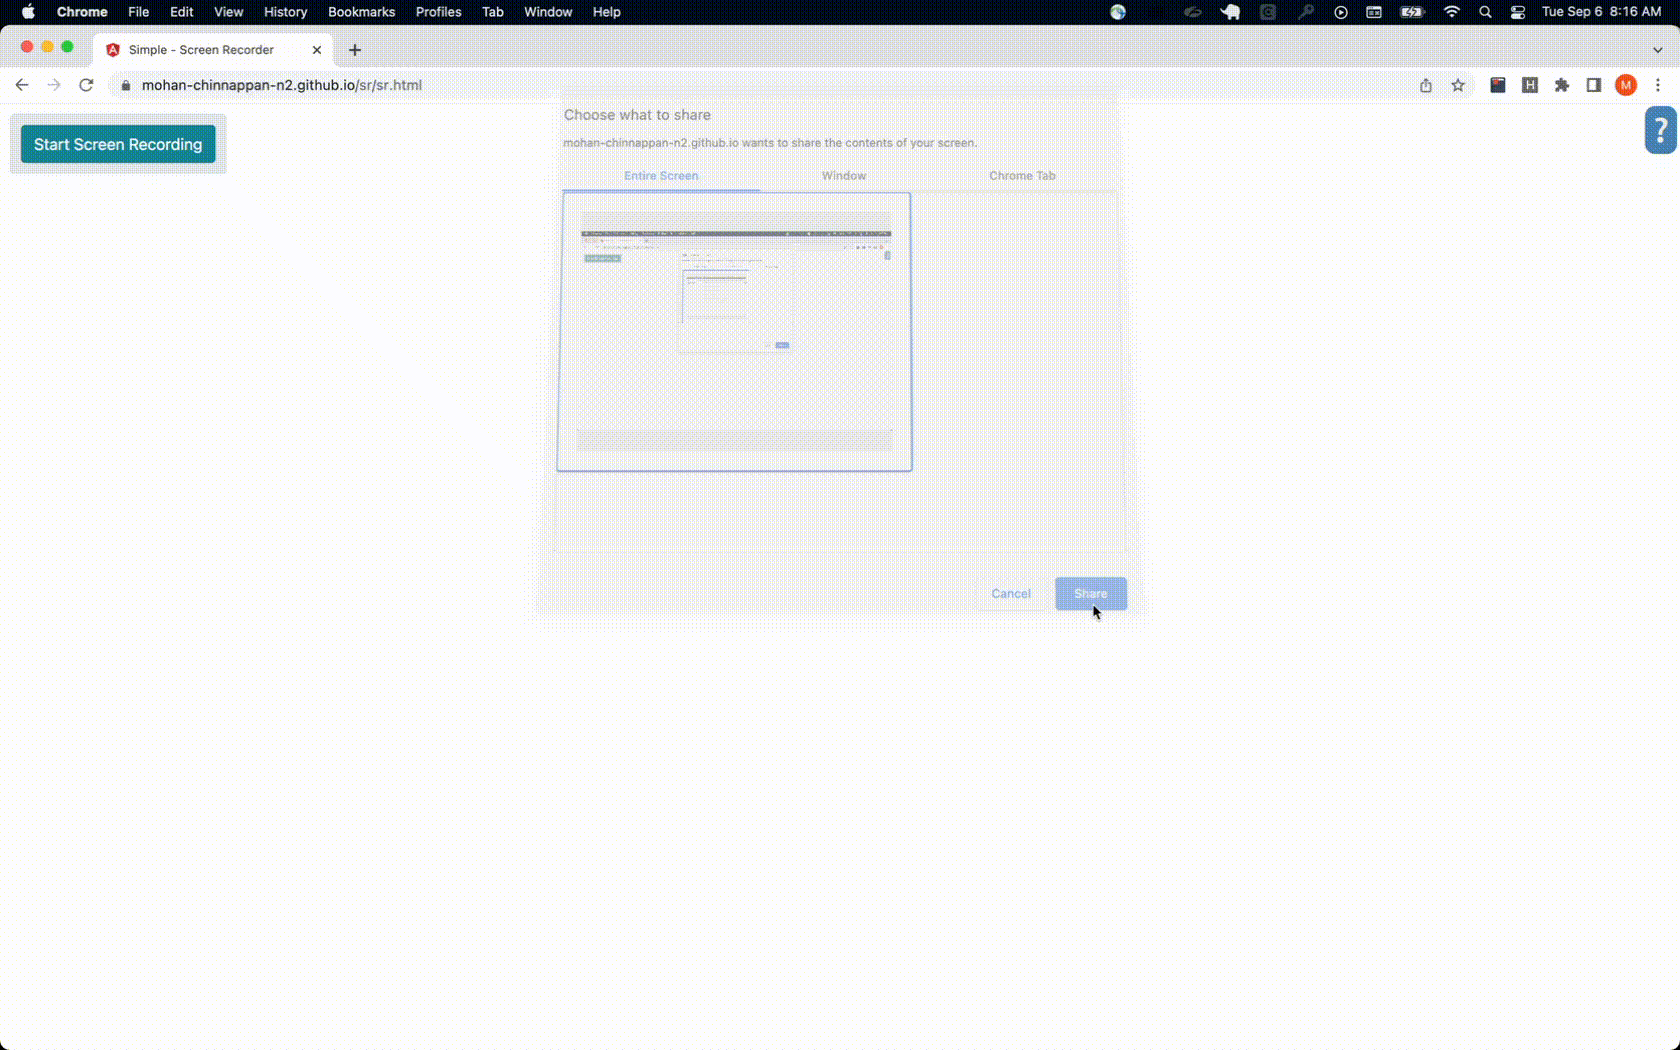 Chrome File Edit View History Bookmarks Profiles Tab Window Help Tue Sep 6 8:16 AM
Simple - Screen Recorder
mohan-chinnappan-n2.github.io/sr/sr.html
H M
Choose what to share
Start Screen Recording
?
mohan-chinnappan-n2.github.io wants to share the contents of your screen.
Entire Screen Window Chrome Tab
Cancel Share